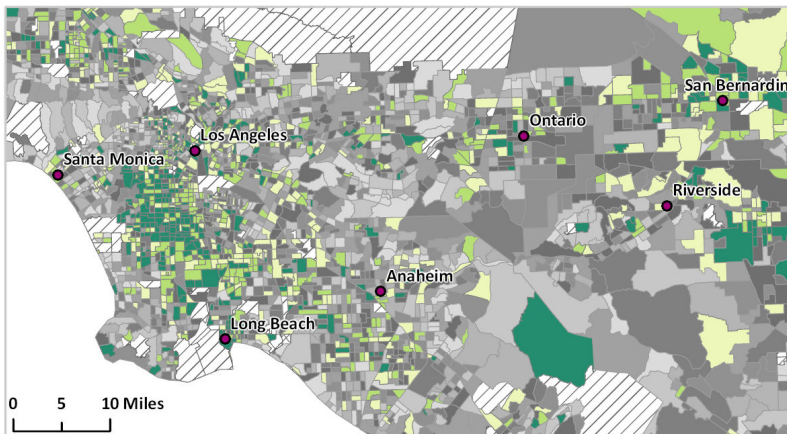 San Bernardin
Ontario
Los Angeles
Santa Monica
Riverside
Anaheim
Long Beach
0 5 10 Miles